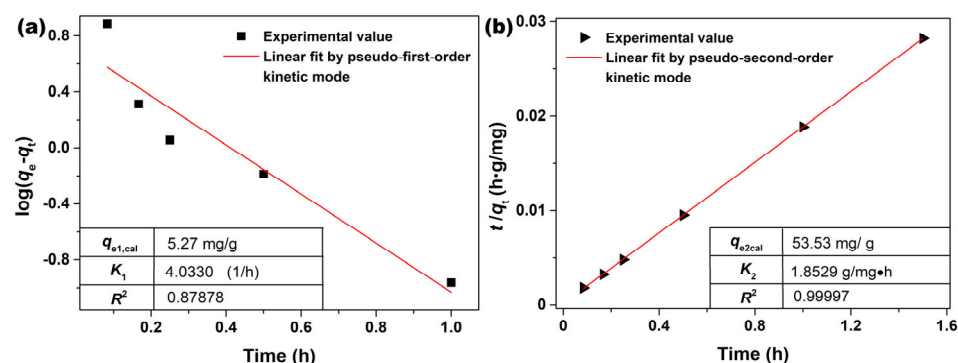 (a)
Experimental value
Linear fit by pseudo-first-order
kinetic mode
log(qe-qt)
0.8
0.4
0.0
-0.4
-0.8
qe1,cal 5.27 mg/g
K1 4.0330 (1/h)
R2 0.87878
0.2 0.4 0.6 0.8 1.0
Time (h)
(b)
Experimental value
Linear fit by pseudo-second-order
kinetic mode
t/qt (h·g/mg)
0.03
0.02
0.01
0
qe2cal 53.53 mg/ g
K2 1.8529 g/mg•h
R2 0.99997
0 0.4 0.8 1.2 1.6
Time (h)